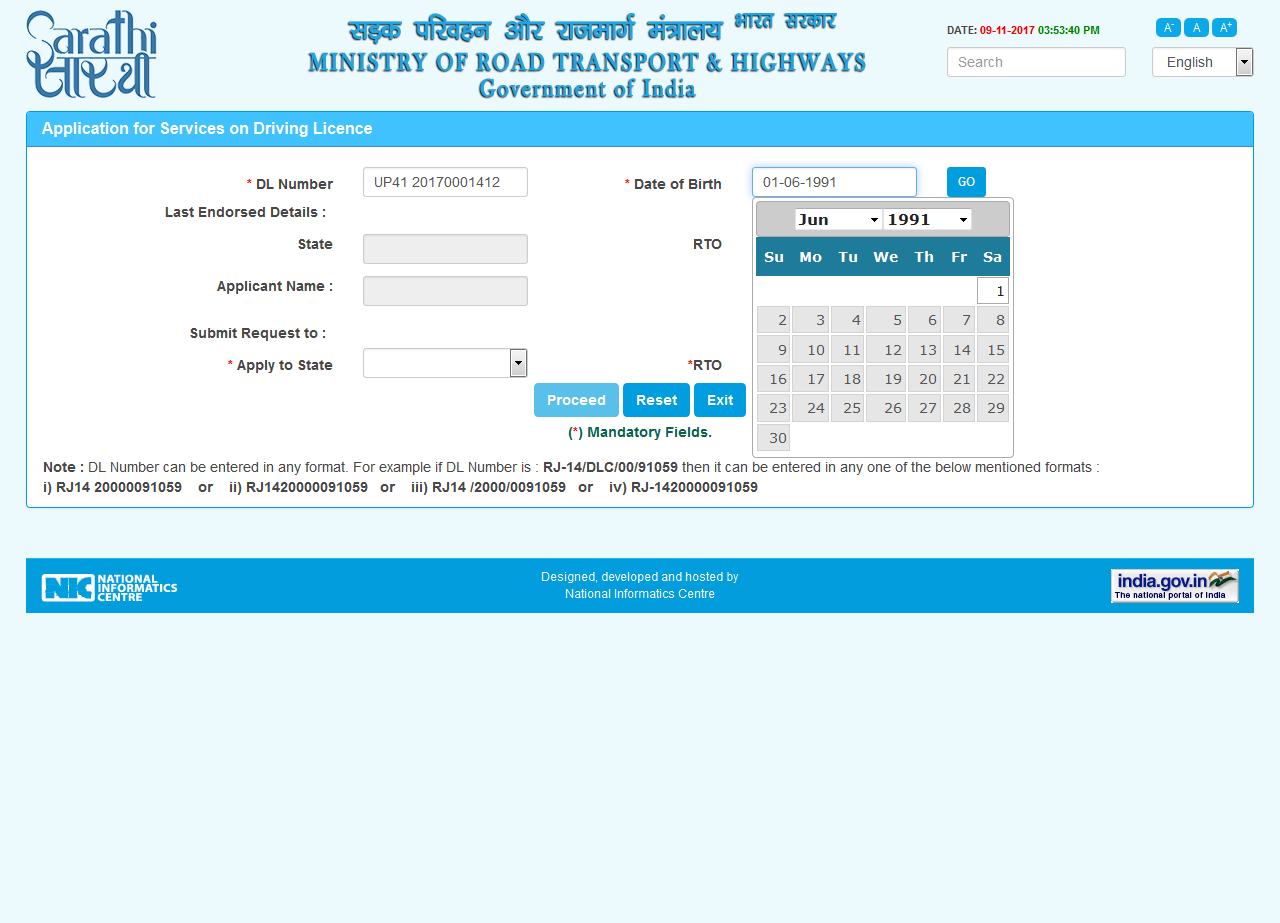 Sarathi
सारथी
सड़क परिवहन और राजमार्ग मंत्रालय भारत सरकार
MINISTRY OF ROAD TRANSPORT & HIGHWAYS
Government of India
DATE: 09-11-2017 03:53:40 PM
A- A A+
Search
English
Application for Services on Driving Licence
* DL Number UP41 20170001412 * Date of Birth 01-06-1991 GO
Last Endorsed Details :
State RTO
Applicant Name :
Submit Request to :
* Apply to State *RTO
Proceed Reset Exit
(*) Mandatory Fields.
Jun 1991
Su Mo Tu We Th Fr Sa
1
2 3 4 5 6 7 8
9 10 11 12 13 14 15
16 17 18 19 20 21 22
23 24 25 26 27 28 29
30
Note : DL Number can be entered in any format. For example if DL Number is : RJ-14/DLC/00/91059 then it can be entered in any one of the below mentioned formats :
i) RJ14 20000091059 or ii) RJ1420000091059 or iii) RJ14 /2000/0091059 or iv) RJ-1420000091059
NIC NATIONAL
INFORMATICS
CENTRE
Designed, developed and hosted by
National Informatics Centre
india.gov.in
The national portal of India